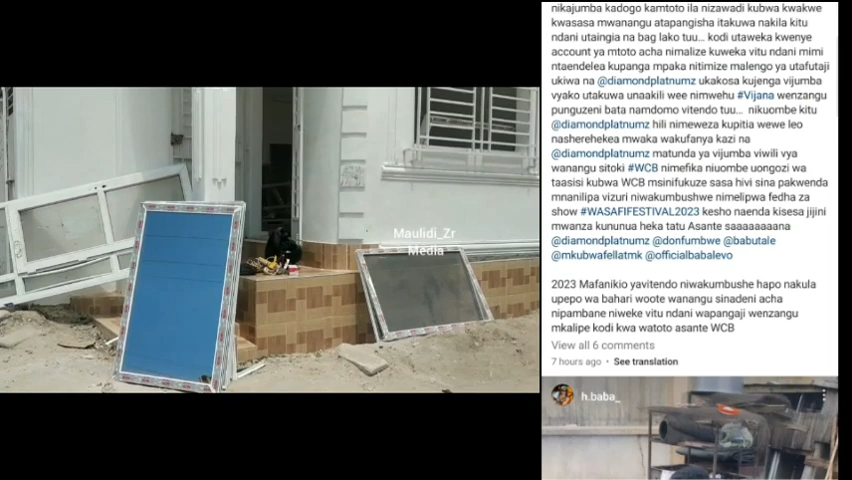 Maulidi_Zr
Media
nikajumba kadogo kamtoto ila nizawadi kubwa kwakwe
kwasasa mwanangu atapangisha itakuwa nakila kitu
ndani utaingia na bag lako tuu... kodi utaweka kwenye
account ya mtoto acha nimalize kuweka vitu ndani mimi
ntaendelea kupanga mpaka nitimize malengo ya utafutaji
ukiwa na @diamondplatnumz ukakosa kujenga vijumba
vyako utakuwa unaakili wee nimwehu #Vijana wenzangu
punguzeni bata namdomo vitendo tuu... nikuombe kitu
@diamondplatnumz hili nimeweza kupitia wewe leo
nasherehekea mwaka wakufanya kazi na
@diamondplatnumz matunda ya vijumba viwili vya
wanangu sitoki #WCB nimefika niuombe uongozi wa
taasisi kubwa WCB msinifukuze sasa hivi sina pakwenda
mnanilipa vizuri niwakumbushwe nimelipwa fedha za
show #WASAFIFESTIVAL2023 kesho naenda kisesa jijini
mwanza kununua heka tatu Asante saaaaaaaana
@diamondplatnumz @donfumbwe @babutale
@mkubwafellatmk @officialbabalevo
2023 Mafanikio yavitendo niwakumbushe hapo nakula
upepo wa bahari woote wanangu sinadeni acha
nipambane niweke vitu ndani wapangaji wenzangu
mkalipe kodi kwa watoto asante WCB
View all 6 comments
7 hours ago • See translation
h.baba_